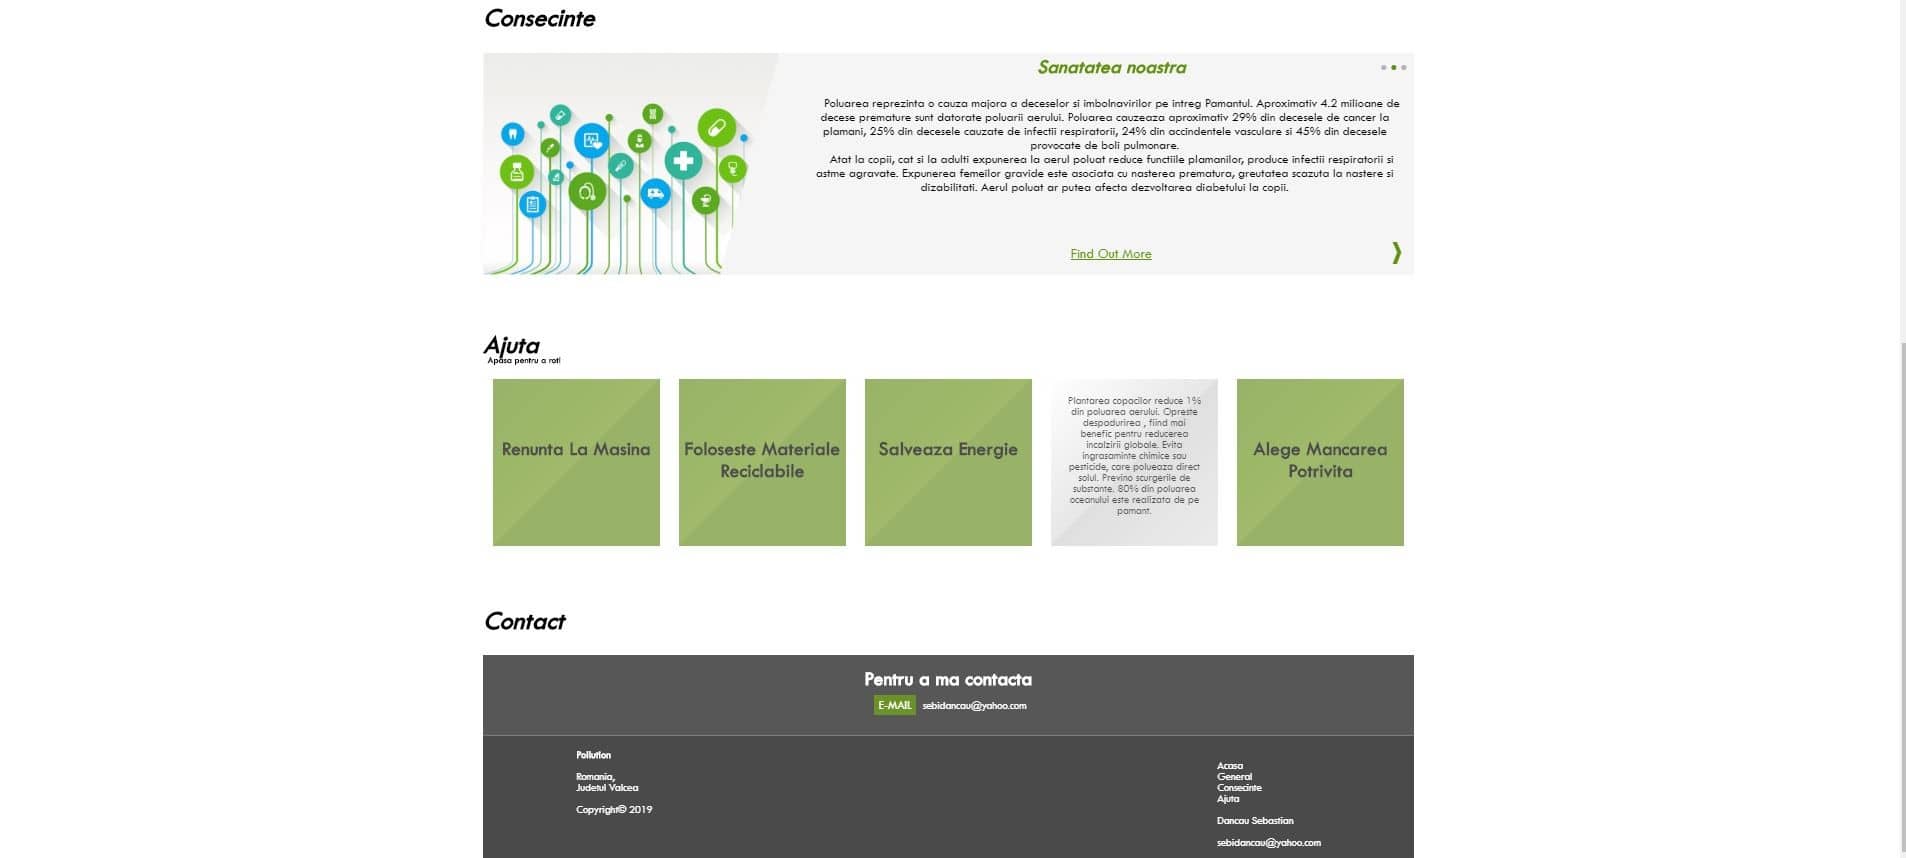 Consecinte
Sanatatea noastra
Poluarea reprezinta o cauza majora a deceselor si imbolnavirilor pe intreg Pamantul. Aproximativ 4.2 milioane de
decese premature sunt datorate poluarii aerului. Poluarea cauzeaza aproximativ 29% din decesele de cancer la
plamani, 25% din decesele cauzate de infectii respiratorii, 24% din accindentele vasculare si 45% din decesele
provocate de boli pulmonare.
Atat la copii, cat si la adulti expunerea la aerul poluat reduce functiile plamanilor, produce infectii respiratorii si
astme agravate. Expunerea femeilor gravide este asociata cu nasterea prematura, greutatea scazuta la nastere si
dizabilitati. Aerul poluat ar putea afecta dezvoltarea diabetului la copii.
Find Out More
Ajuta
Apasa pentru a roti
Renunta La Masina
Foloseste Materiale
Reciclabile
Salveaza Energie
Plantarea copacilor reduce 1%
din poluarea aerului. Opreste
despadurirea , fiind mai
benefic pentru reducerea
incalzirii globale. Evita
ingrasaminte chimice sau
pesticide, care polueaza direct
solul. Previno scurgerile de
substante. 80% din poluarea
oceanului este realizata de pe
pamant.
Alege Mancarea
Potrivita
Contact
Pentru a ma contacta
E-MAIL sebidancau@yahoo.com
Pollution
Romania,
Judetul Valcea
Copyright© 2019
Acasa
General
Consecinte
Ajuta
Dancau Sebastian
sebidancau@yahoo.com